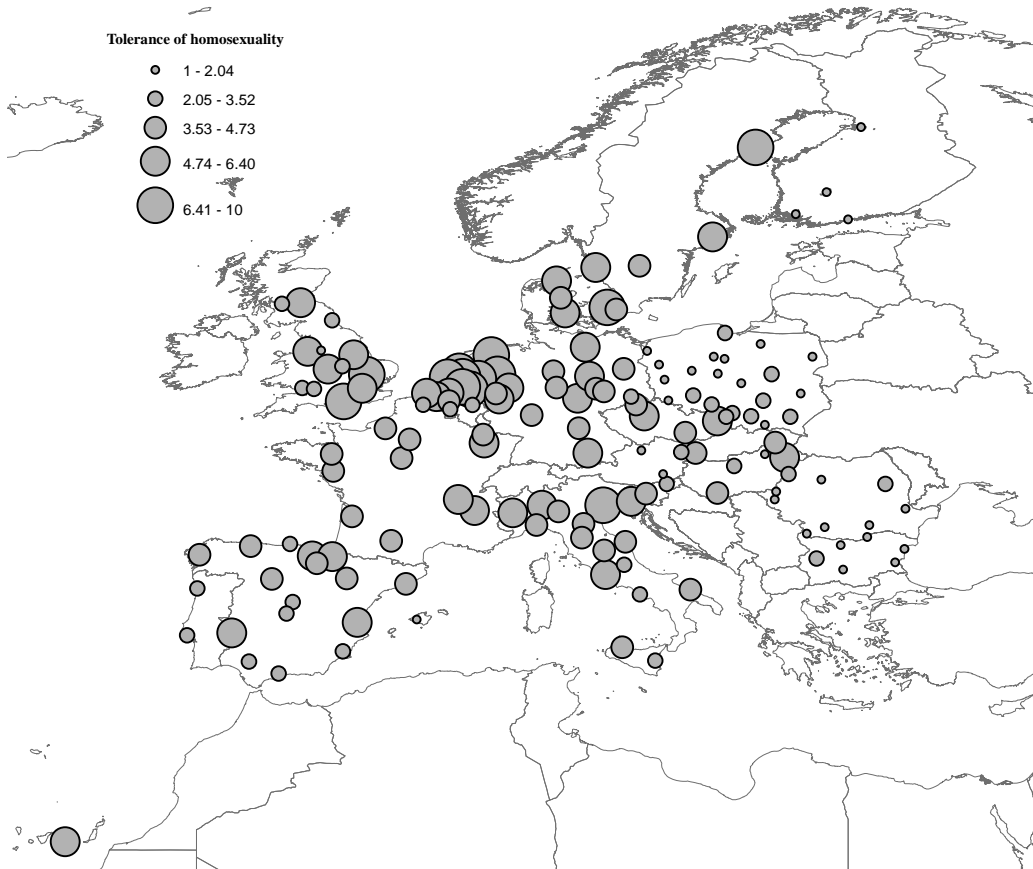 Tolerance of homosexuality
1 - 2.04
2.05 - 3.52
3.53 - 4.73
4.74 - 6.40
6.41 - 10